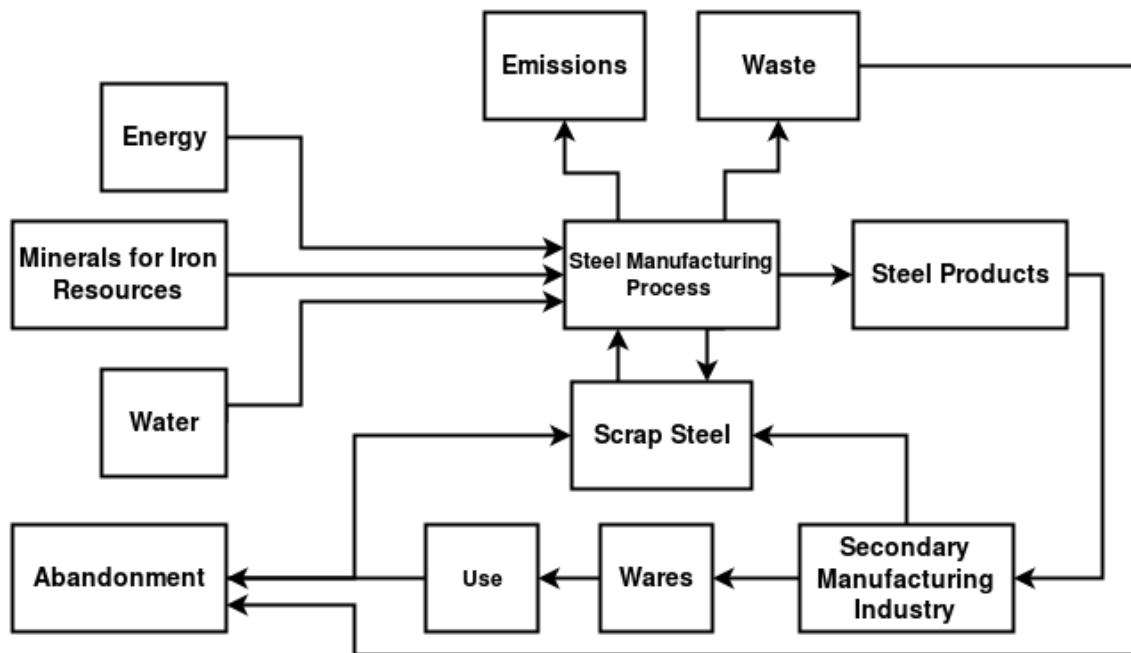 Emissions
Waste
Energy
Minerals for Iron
Resources
Steel Manufacturing
Process
Steel Products
Water
Scrap Steel
Abandonment
Use
Wares
Secondary
Manufacturing
Industry